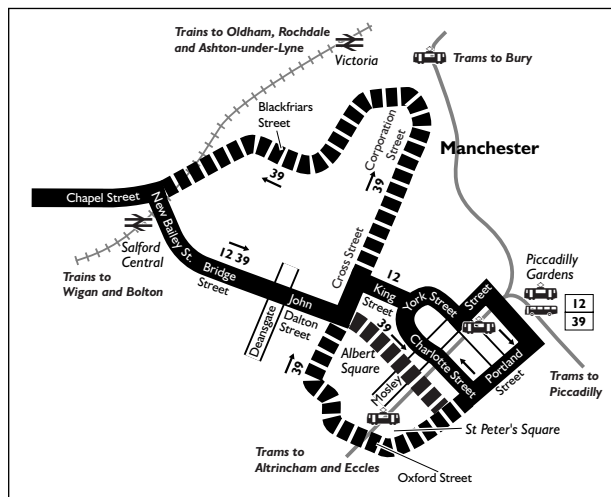 Trains to Oldham, Rochdale
and Ashton-under-Lyne
Victoria
Trams to Bury
Blackfriars
Street
Corporation
Street
39
39
Manchester
Chapel Street
New Bailey St.
Salford
Central
Trains to
Wigan and Bolton
12 39
Bridge
Street
Deansgate
John
Dalton
Street
Cross Street
12
King
Street
York Street
Street
Piccadilly
Gardens
12
39
39
Albert
Square
Charlotte Street
Mosley
Portland
Street
39
Trams to
Piccadilly
St Peter's Square
Trams to
Altrincham and Eccles
Oxford Street